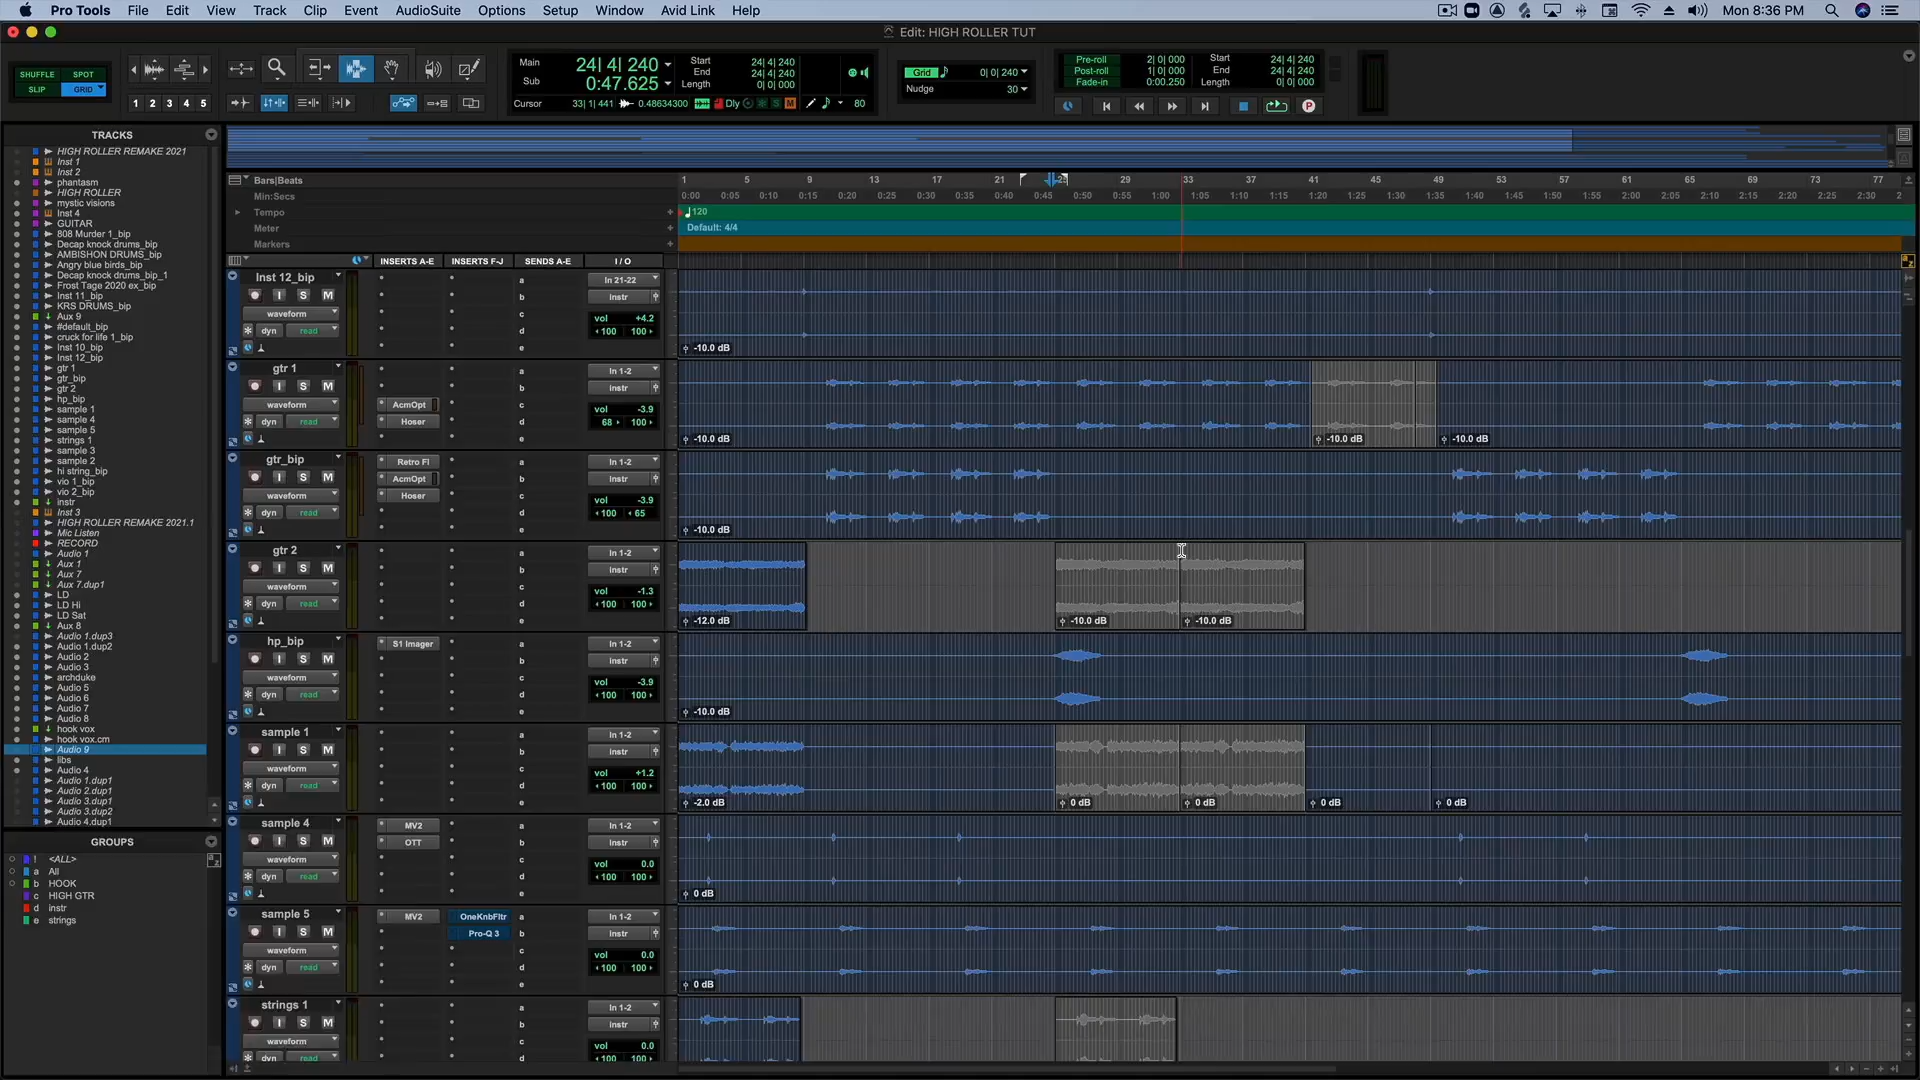 Pro Tools File Edit View Track Clip Event AudioSuite Options Setup Window Avid Link Help Mon 8:36 PM
Edit: HIGH ROLLER TUT
SHUFFLE SPOT
SLIP GRID
1 2 3 4 5
Main 24| 4| 240
Sub 0:47.625
Cursor 33| 1| 441 0.48634300 Dly S M 80
Start 24| 4| 240
End 24| 4| 240
Length 0| 0| 000
Grid 0| 0| 240
Nudge 30
Pre-roll 2| 0| 000
Post-roll 1| 0| 000
Fade-in 0:00.250
Start 24| 4| 240
End 24| 4| 240
Length 0| 0| 000
P
TRACKS
HIGH ROLLER REMAKE 2021
Inst 1
Inst 2
phantasm
HIGH ROLLER
mystic visions
Inst 4
GUITAR
808 Murder 1_bip
Decap knock drums_bip
AMBISHON DRUMS_bip
Angry blue birds_bip
Decap knock drums_bip_1
Frost Tage 2020 ex_bip
Inst 11_bip
KRS DRUMS_bip
Aux 9
#default_bip
cruck for life 1_bip
Inst 10_bip
Inst 12_bip
gtr 1
gtr_bip
gtr 2
hp_bip
sample 1
sample 4
sample 5
strings 1
sample 3
sample 2
hi string_bip
vio 1_bip
vio 2_bip
instr
Inst 3
HIGH ROLLER REMAKE 2021.1
Mic Listen
RECORD
Audio 1
Aux 1
Aux 7
Aux 7.dup1
LD
LD Hi
LD Sat
Aux 8
Audio 1.dup3
Audio 1.dup2
Audio 2
Audio 3
archduke
Audio 5
Audio 6
Audio 7
Audio 8
hook vox
hook vox.cm
Audio 9
libs
Audio 4
Audio 1.dup1
Audio 2.dup1
Audio 3.dup1
Audio 3.dup2
Audio 4.dup1
GROUPS
! <ALL>
a All
b HOOK
c HIGH GTR
d instr
e strings
Bars|Beats 1 5 9 13 17 21 25 29 33 37 41 45 49 53 57 61 65 69 73 77
Min:Secs 0:00 0:05 0:10 0:15 0:20 0:25 0:30 0:35 0:40 0:45 0:50 0:55 1:00 1:05 1:10 1:15 1:20 1:25 1:30 1:35 1:40 1:45 1:50 1:55 2:00 2:05 2:10 2:15 2:20 2:25 2:30 2
Tempo 120
Meter Default: 4/4
Markers
INSERTS A-E INSERTS F-J SENDS A-E I / O
Inst 12_bip a In 21-22
I S M b instr
waveform c vol +4.2
dyn read d 100 100
e -10.0 dB
gtr 1 a In 1-2
I S M b instr
waveform AcmOpt c vol -3.9
dyn read Hoser d 68 100
e -10.0 dB -10.0 dB -10.0 dB
gtr_bip Retro Fl a In 1-2
I S M AcmOpt b instr
waveform Hoser c vol -3.9
dyn read d 100 65
e -10.0 dB
gtr 2 a In 1-2
I S M b instr
waveform c vol -1.3
dyn read d 100 100
e -12.0 dB -10.0 dB -10.0 dB
hp_bip S1 Imager a In 1-2
I S M b instr
waveform c vol -3.9
dyn read d 100 100
e -10.0 dB
sample 1 a In 1-2
I S M b instr
waveform c vol +1.2
dyn read d 100 100
e -2.0 dB 0 dB 0 dB 0 dB 0 dB
sample 4 MV2 a In 1-2
I S M OTT b instr
waveform c vol 0.0
dyn read d 100 100
e 0 dB
sample 5 MV2 OneKnbFltr a In 1-2
I S M Pro-Q 3 b instr
waveform c vol 0.0
dyn read d 100 100
e 0 dB
strings 1 a In 1-2
I S M b instr
waveform c vol 0.0
dyn read d 100 100